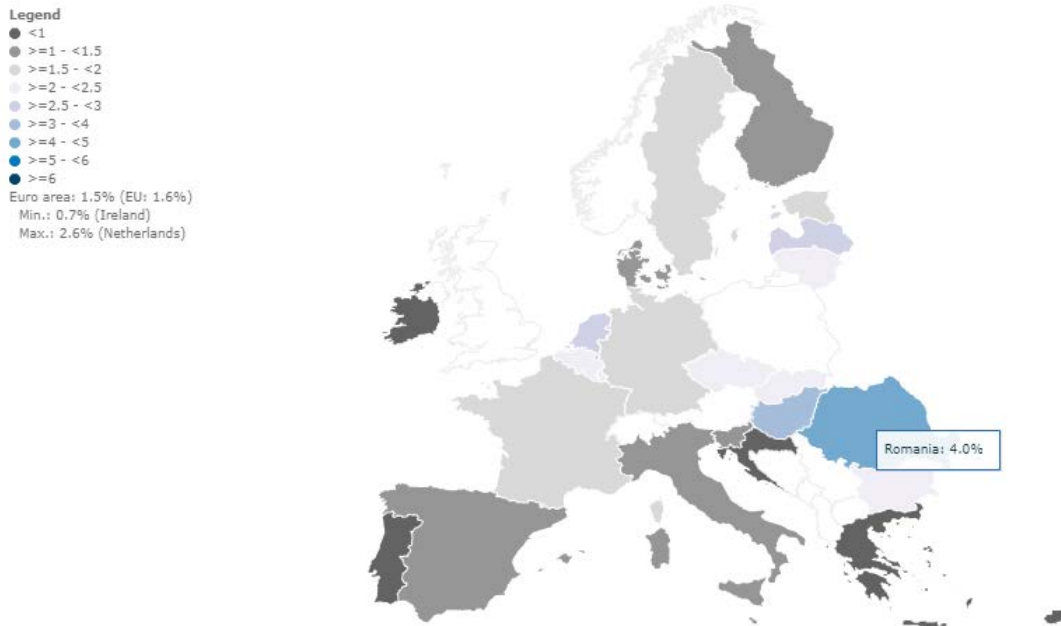 Legend
<1
>=1 - <1.5
>=1.5 - <2
>=2 - <2.5
>=2.5 - <3
>=3 - <4
>=4 - <5
>=5 - <6
>=6
Euro area: 1.5% (EU: 1.6%)
Min.: 0.7% (Ireland)
Max.: 2.6% (Netherlands)
Romania: 4.0%